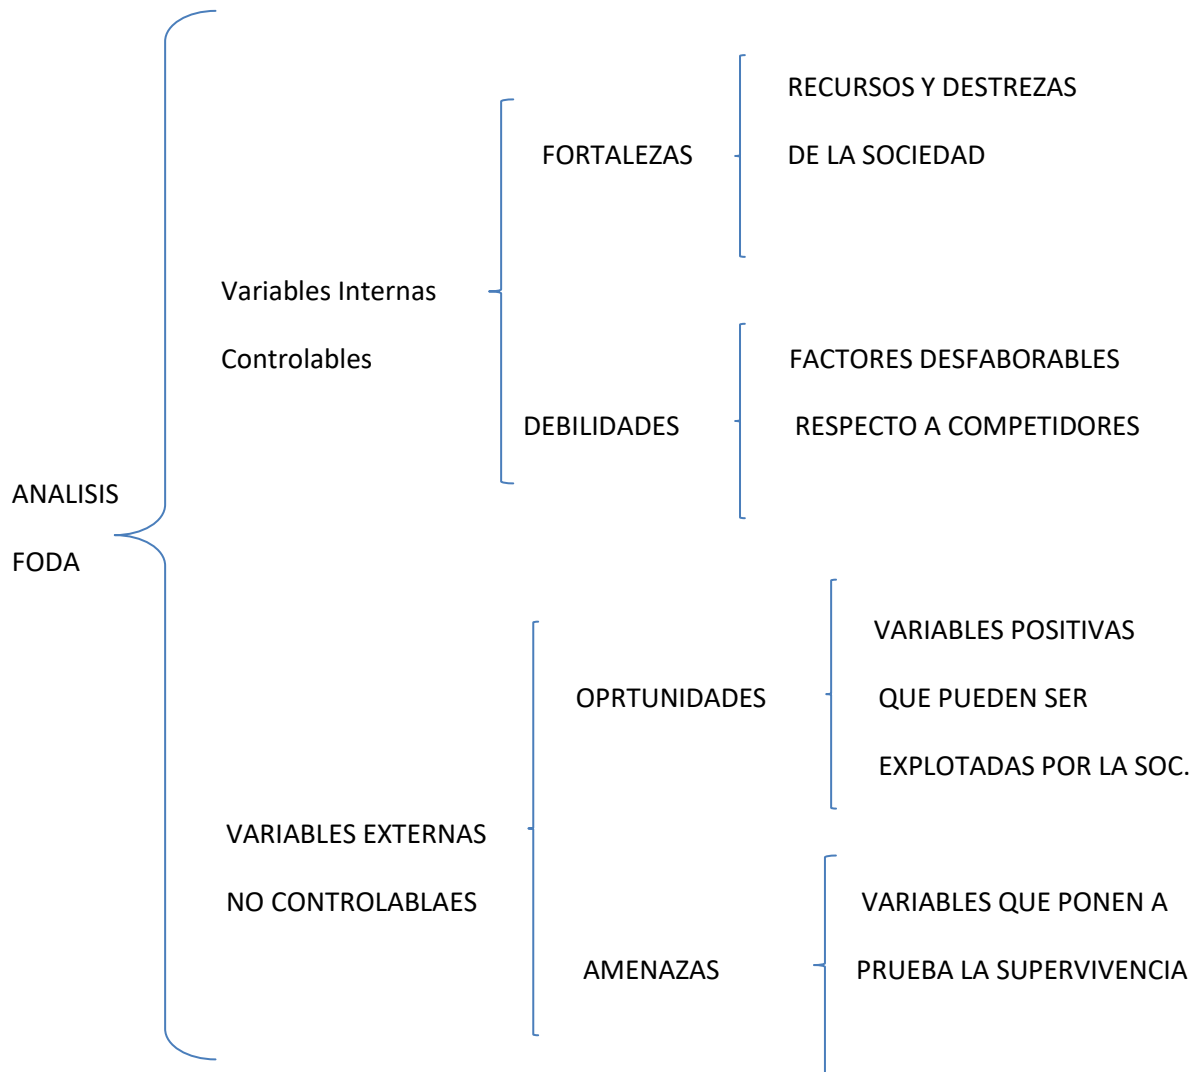 ANALISIS
FODA
Variables Internas
Controlables
FORTALEZAS
RECURSOS Y DESTREZAS
DE LA SOCIEDAD
DEBILIDADES
FACTORES DESFABORABLES
RESPECTO A COMPETIDORES
VARIABLES EXTERNAS
NO CONTROLABLAES
OPRTUNIDADES
VARIABLES POSITIVAS
QUE PUEDEN SER
EXPLOTADAS POR LA SOC.
AMENAZAS
VARIABLES QUE PONEN A
PRUEBA LA SUPERVIVENCIA